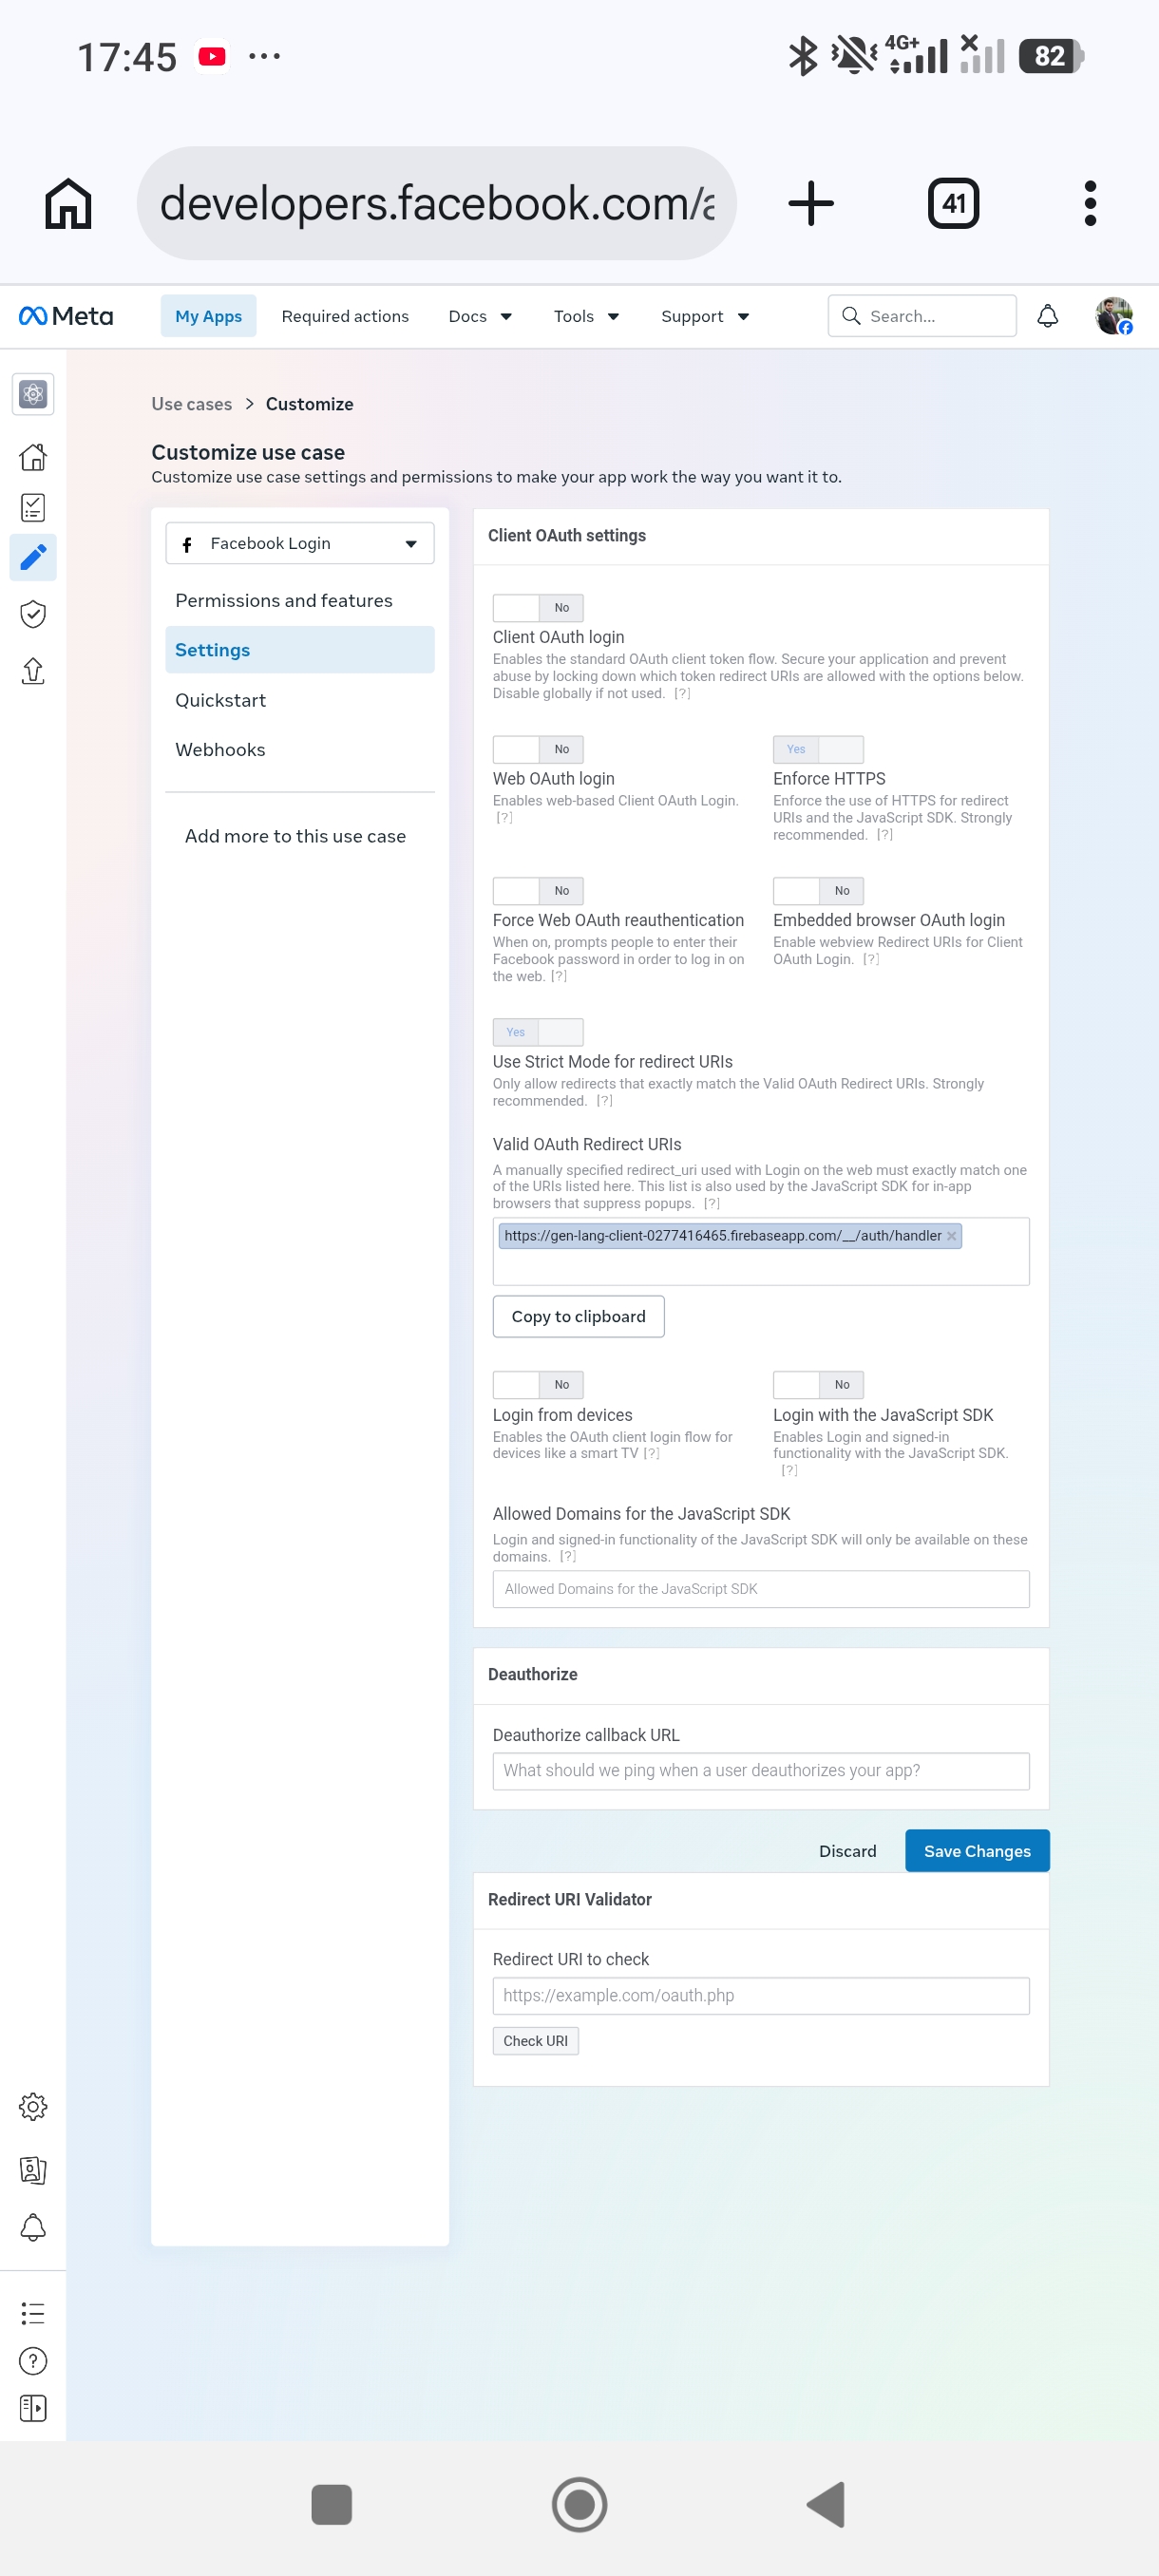 17:45
4G+
82
developers.facebook.com/a
41
Meta
My Apps
Required actions
Docs
Tools
Support
Search...
Use cases > Customize
Customize use case
Customize use case settings and permissions to make your app work the way you want it to.
Facebook Login
Permissions and features
Settings
Quickstart
Webhooks
Add more to this use case
Client OAuth settings
No
Client OAuth login
Enables the standard OAuth client token flow. Secure your application and prevent
abuse by locking down which token redirect URIs are allowed with the options below.
Disable globally if not used. [?]
No
Web OAuth login
Enables web-based Client OAuth Login.
[?]
Yes
Enforce HTTPS
Enforce the use of HTTPS for redirect
URIs and the JavaScript SDK. Strongly
recommended. [?]
No
Force Web OAuth reauthentication
When on, prompts people to enter their
Facebook password in order to log in on
the web. [?]
No
Embedded browser OAuth login
Enable webview Redirect URIs for Client
OAuth Login. [?]
Yes
Use Strict Mode for redirect URIs
Only allow redirects that exactly match the Valid OAuth Redirect URIs. Strongly
recommended. [?]
Valid OAuth Redirect URIs
A manually specified redirect_uri used with Login on the web must exactly match one
of the URIs listed here. This list is also used by the JavaScript SDK for in-app
browsers that suppress popups. [?]
https://gen-lang-client-0277416465.firebaseapp.com/__/auth/handler
Copy to clipboard
No
Login from devices
Enables the OAuth client login flow for
devices like a smart TV [?]
No
Login with the JavaScript SDK
Enables Login and signed-in
functionality with the JavaScript SDK.
[?]
Allowed Domains for the JavaScript SDK
Login and signed-in functionality of the JavaScript SDK will only be available on these
domains. [?]
Allowed Domains for the JavaScript SDK
Deauthorize
Deauthorize callback URL
What should we ping when a user deauthorizes your app?
Discard
Save Changes
Redirect URI Validator
Redirect URI to check
https://example.com/oauth.php
Check URI